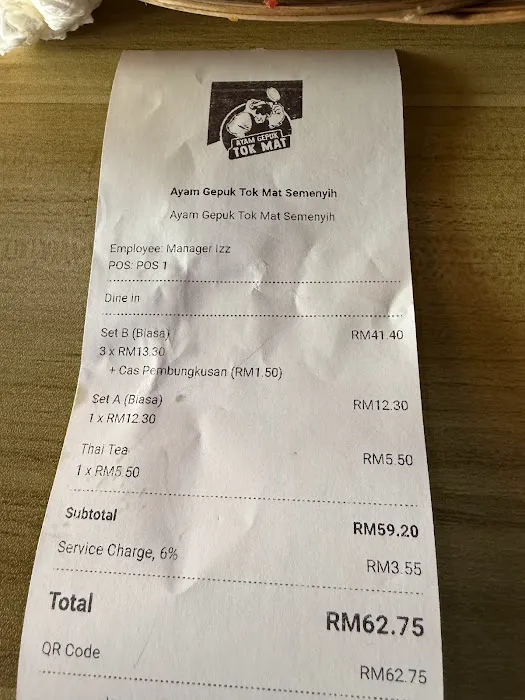 AYAM GEPUK
TOK MAT
Ayam Gepuk Tok Mat Semenyih
Ayam Gepuk Tok Mat Semenyih
Employee: Manager Izz
POS: POS 1
Dine in
Set B (Biasa) RM41.40
3 x RM13.30
+ Cas Pembungkusan (RM1.50)
Set A (Biasa) RM12.30
1 x RM12.30
Thai Tea RM5.50
1 x RM5.50
Subtotal RM59.20
Service Charge, 6% RM3.55
Total RM62.75
QR Code RM62.75